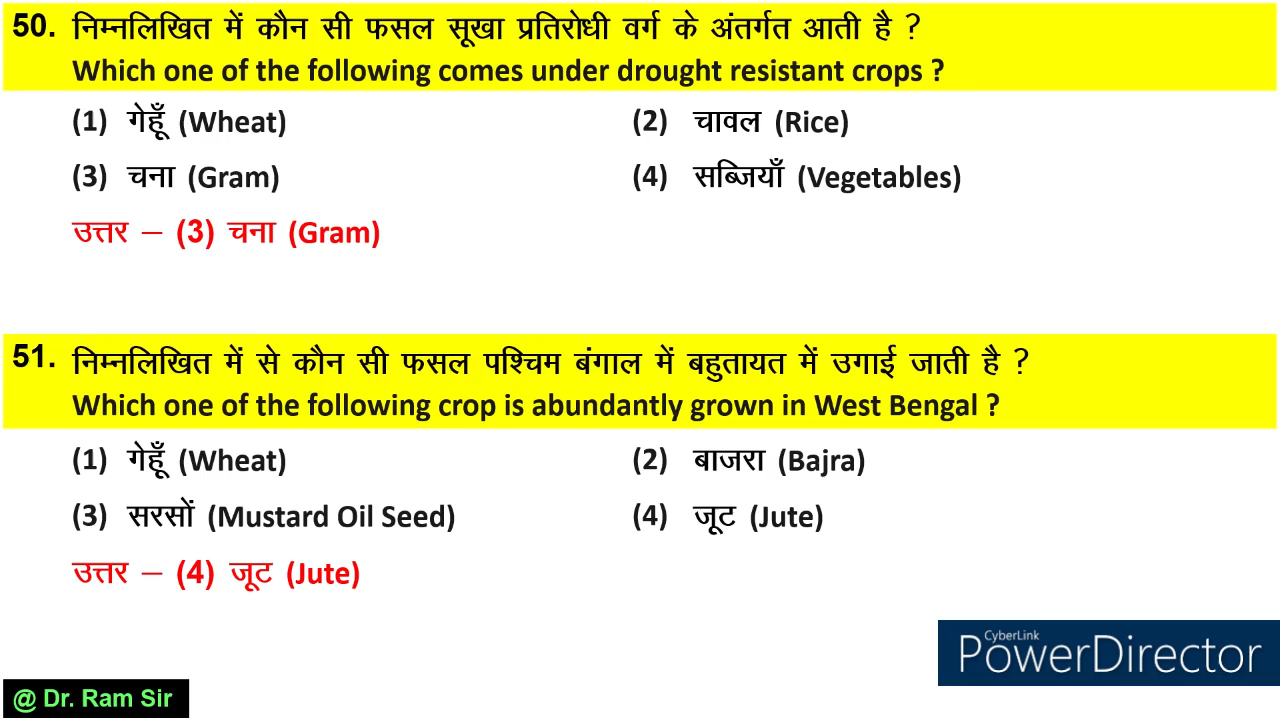 50. निम्नलिखित में कौन सी फसल सूखा प्रतिरोधी वर्ग के अंतर्गत आती है ?
Which one of the following comes under drought resistant crops ?
(1) गेहूँ (Wheat) (2) चावल (Rice)
(3) चना (Gram) (4) सब्जियाँ (Vegetables)
उत्तर – (3) चना (Gram)
51. निम्नलिखित में से कौन सी फसल पश्चिम बंगाल में बहुतायत में उगाई जाती है ?
Which one of the following crop is abundantly grown in West Bengal ?
(1) गेहूँ (Wheat) (2) बाजरा (Bajra)
(3) सरसों (Mustard Oil Seed) (4) जूट (Jute)
उत्तर – (4) जूट (Jute)
CyberLink
PowerDirector
@ Dr. Ram Sir